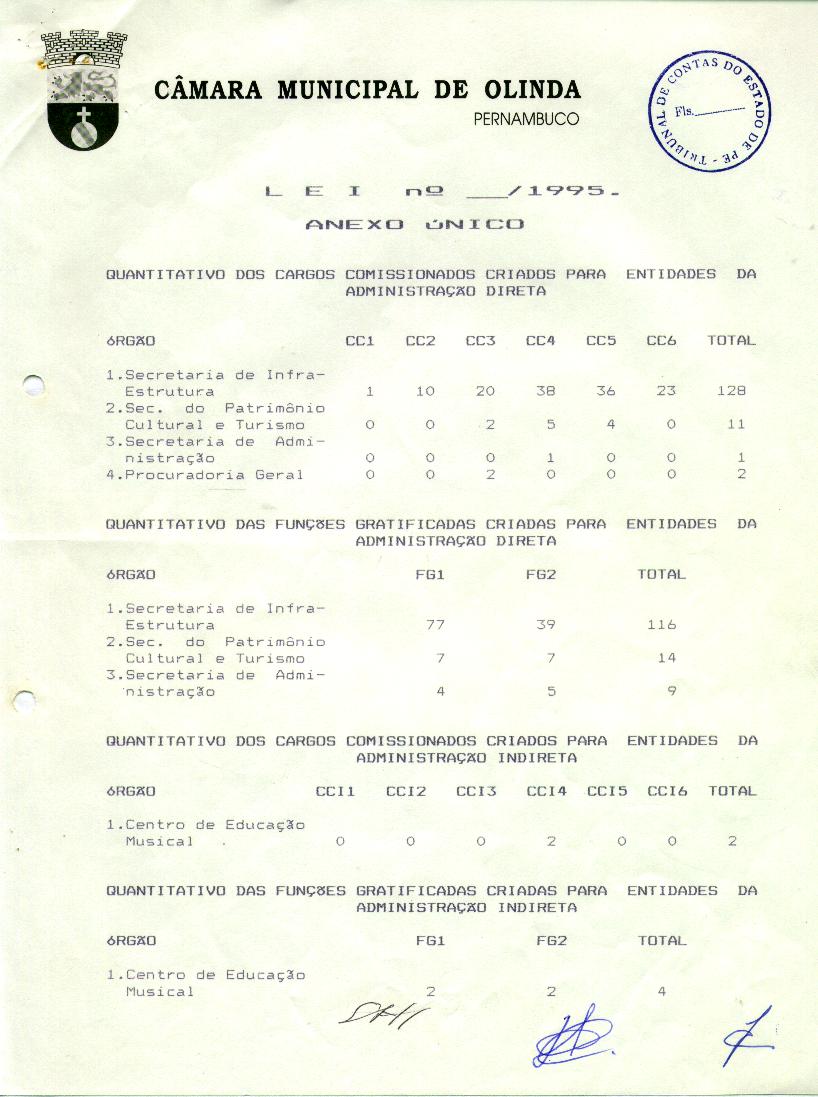 CÂMARA MUNICIPAL DE OLINDA
PERNAMBUCO
TRIBUNAL DE CONTAS DO ESTADO DE PE -
Fls.
L E I nº ___/1995.
ANEXO ÚNICO
QUANTITATIVO DOS CARGOS COMISSIONADOS CRIADOS PARA ENTIDADES DA
ADMINISTRAÇÃO DIRETA
ÓRGÃO CC1 CC2 CC3 CC4 CC5 CC6 TOTAL
1.Secretaria de Infra-
Estrutura 1 10 20 38 36 23 128
2.Sec. do Patrimônio
Cultural e Turismo 0 0 2 5 4 0 11
3.Secretaria de Admi-
nistração 0 0 0 1 0 0 1
4.Procuradoria Geral 0 0 2 0 0 0 2
QUANTITATIVO DAS FUNÇÕES GRATIFICADAS CRIADAS PARA ENTIDADES DA
ADMINISTRAÇÃO DIRETA
ÓRGÃO FG1 FG2 TOTAL
1.Secretaria de Infra-
Estrutura 77 39 116
2.Sec. do Patrimônio
Cultural e Turismo 7 7 14
3.Secretaria de Admi-
nistração 4 5 9
QUANTITATIVO DOS CARGOS COMISSIONADOS CRIADOS PARA ENTIDADES DA
ADMINISTRAÇÃO INDIRETA
ÓRGÃO CCI1 CCI2 CCI3 CCI4 CCI5 CCI6 TOTAL
1.Centro de Educação
Musical 0 0 0 2 0 0 2
QUANTITATIVO DAS FUNÇÕES GRATIFICADAS CRIADAS PARA ENTIDADES DA
ADMINISTRAÇÃO INDIRETA
ÓRGÃO FG1 FG2 TOTAL
1.Centro de Educação
Musical 2 2 4